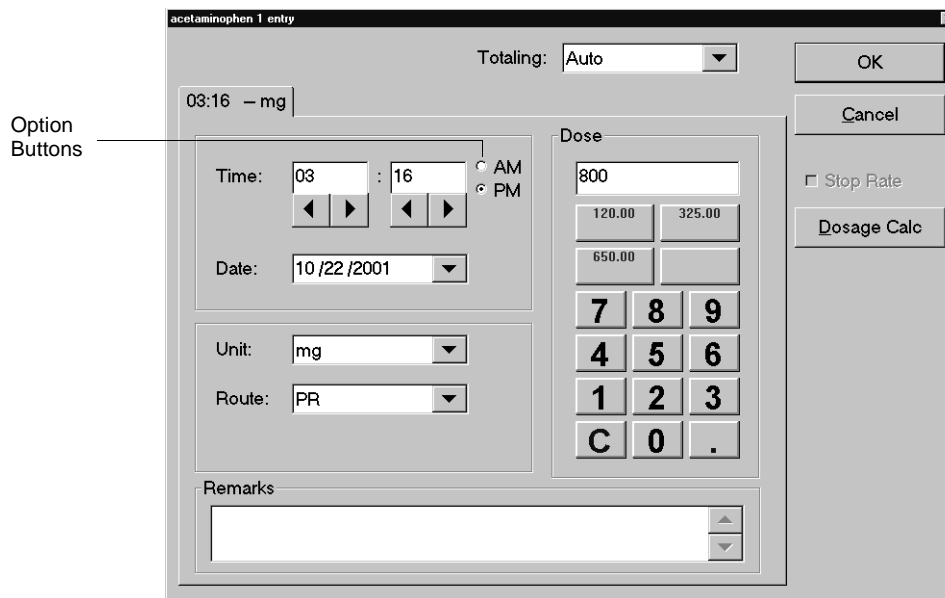 acetaminophen 1 entry
Totaling: Auto
OK
03:16 – mg
Cancel
Option
Buttons
Time: 03 : 16 AM
PM
Date: 10 /22 /2001
Dose
800
120.00 325.00
650.00
Stop Rate
Dosage Calc
Unit: mg
Route: PR
7 8 9
4 5 6
1 2 3
C 0 .
Remarks